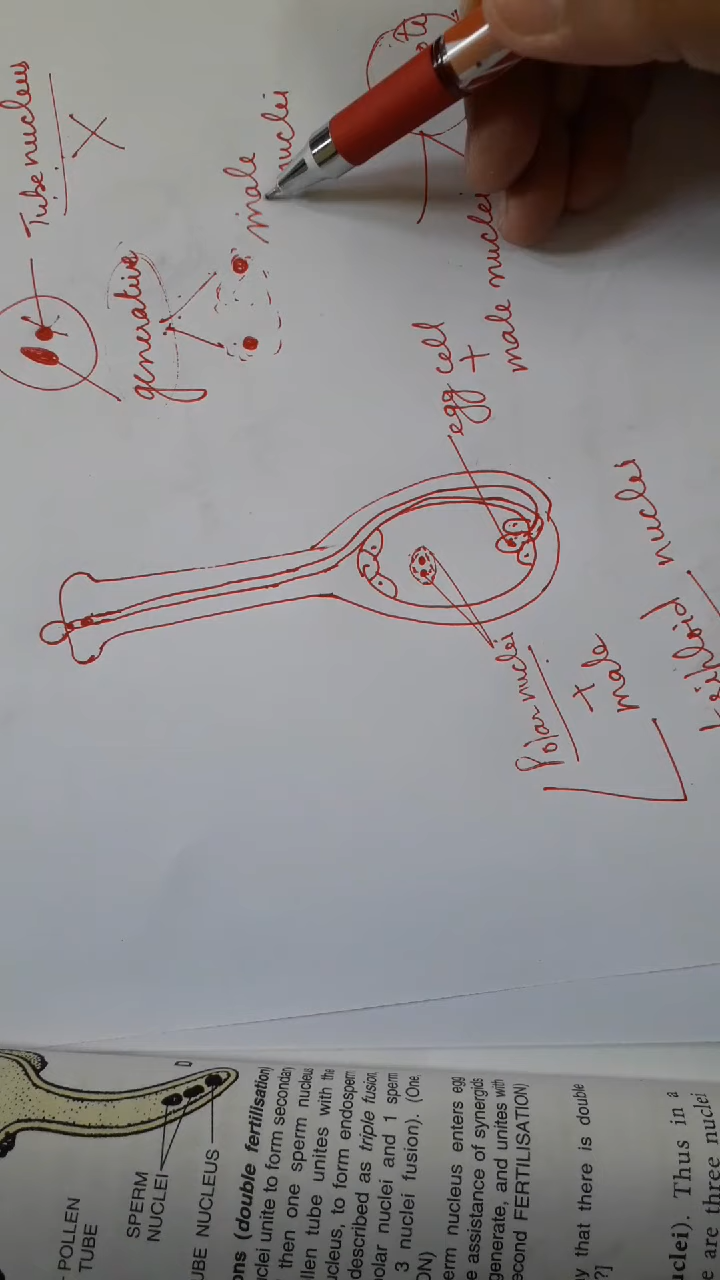 Tube nucleus
X
generative
male
nuclei
egg cell
+
male nuclei
Polar nuclei
+
male
nuclei
POLLEN
TUBE
SPERM
NUCLEI
UBE NUCLEUS
ons (double fertilisation)
uclei unite to form secondary
then one sperm nucleus
llen tube unites with the
ucleus, to form endosperm
described as triple fusion
olar nuclei and 1 sperm
3 nuclei fusion). (One
ON)
erm nucleus enters egg
e assistance of synergids
generate, and unites with
econd FERTILISATION)
y that there is double
?]
clei). Thus in a
e are three nuclei